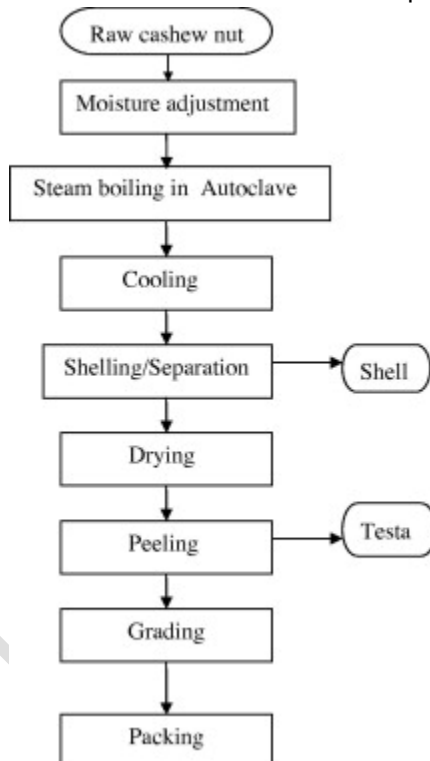 Raw cashew nut
Moisture adjustment
Steam boiling in Autoclave
Cooling
Shelling/Separation
Shell
Drying
Peeling
Testa
Grading
Packing